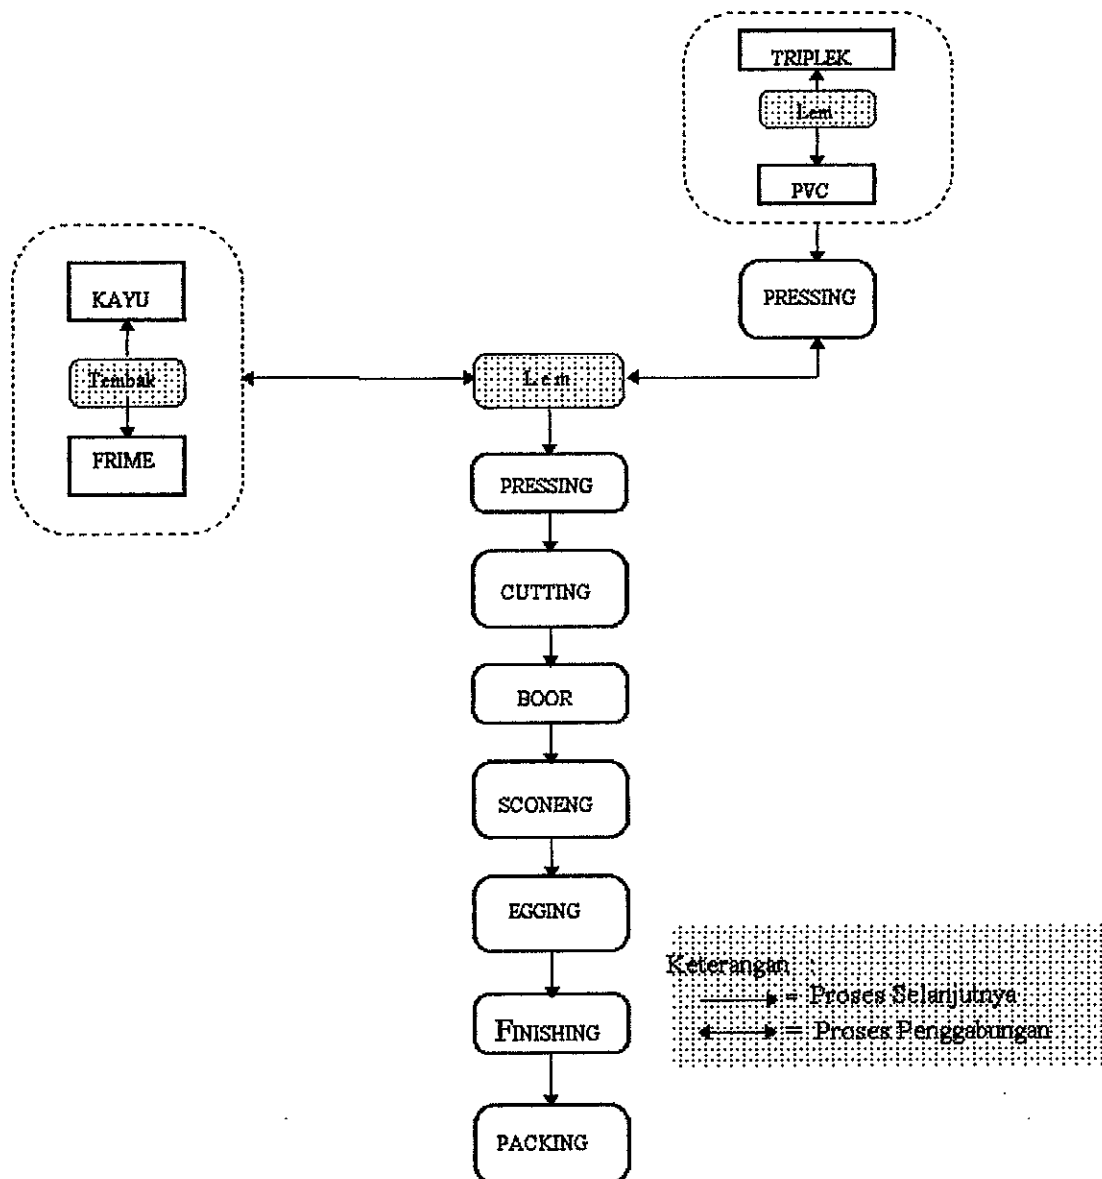 TRIPLEK
Lem
PVC
PRESSING
KAYU
Tembak
FRIME
Lem
PRESSING
CUTTING
BOOR
SCONENG
EGGING
FINISHING
PACKING
Keterangan :
= Proses Selanjutnya
= Proses Penggabungan